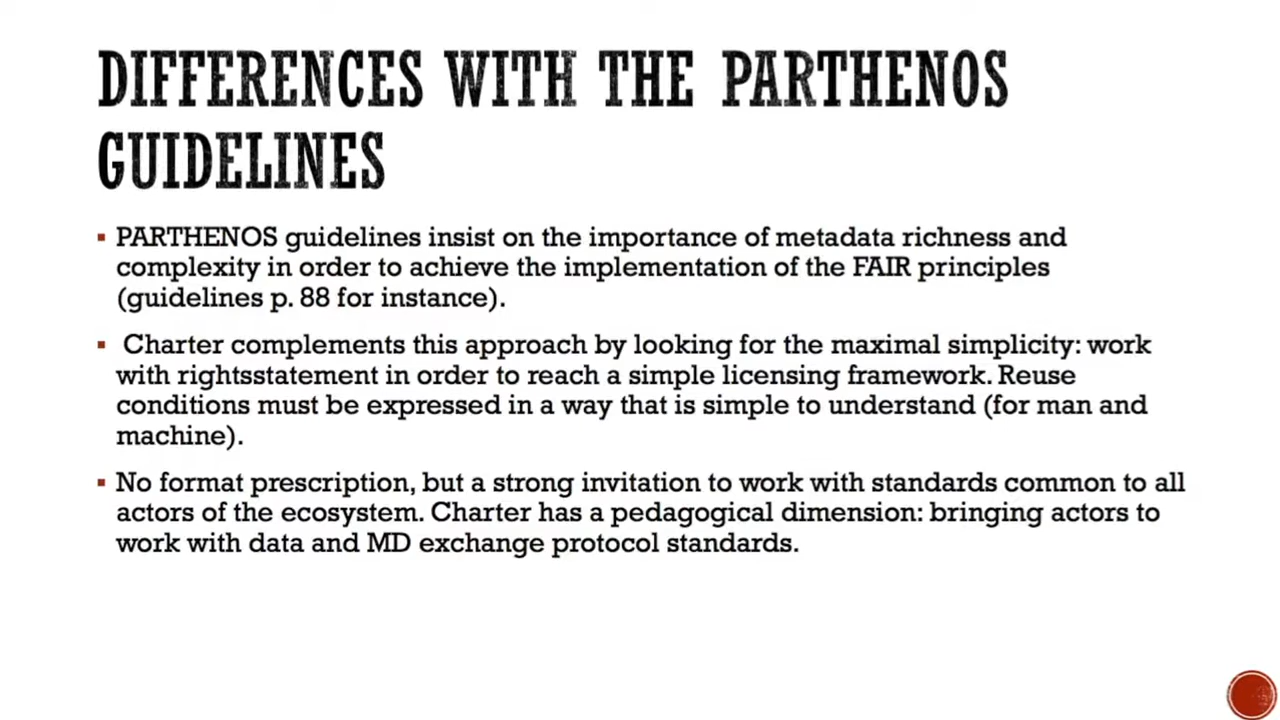 DIFFERENCES WITH THE PARTHENOS
GUIDELINES
PARTHENOS guidelines insist on the importance of metadata richness and
complexity in order to achieve the implementation of the FAIR principles
(guidelines p. 88 for instance).
Charter complements this approach by looking for the maximal simplicity: work
with rightsstatement in order to reach a simple licensing framework. Reuse
conditions must be expressed in a way that is simple to understand (for man and
machine).
No format prescription, but a strong invitation to work with standards common to all
actors of the ecosystem. Charter has a pedagogical dimension: bringing actors to
work with data and MD exchange protocol standards.